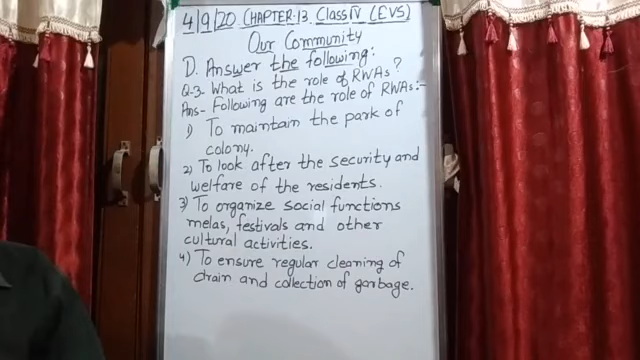 4/9/20 CHAPTER-13. Class IV (EVS)
Our Community
D. Answer the following:
Q.3- What is the role of RWAs?
Ans- Following are the role of RWAs:-
1) To maintain the park of
colony.
2) To look after the security and
welfare of the residents.
3) To organize social functions
melas, festivals and other
cultural activities.
4) To ensure regular cleaning of
drain and collection of garbage.